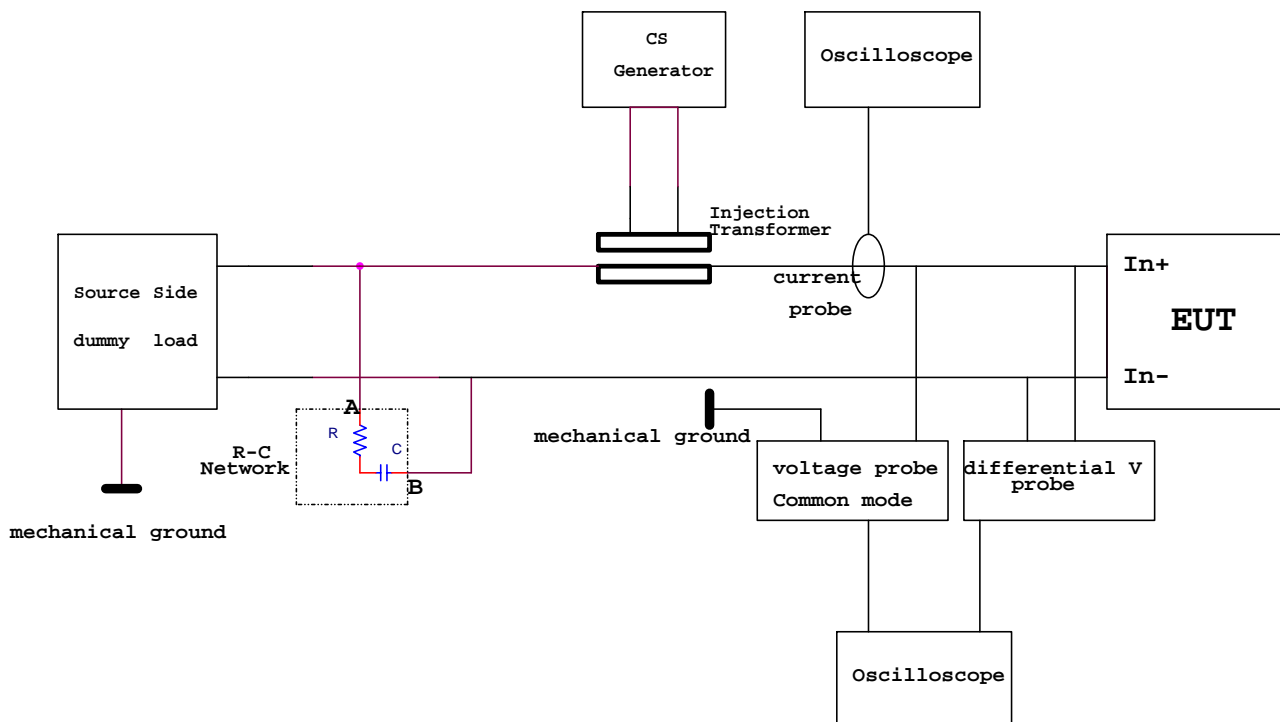 CS
Generator
Oscilloscope
Injection
Transformer
Source Side
dummy load
current
probe
In+
EUT
In-
A
R
C
B
R-C
Network
mechanical ground
mechanical ground
voltage probe
Common mode
differential V
probe
Oscilloscope